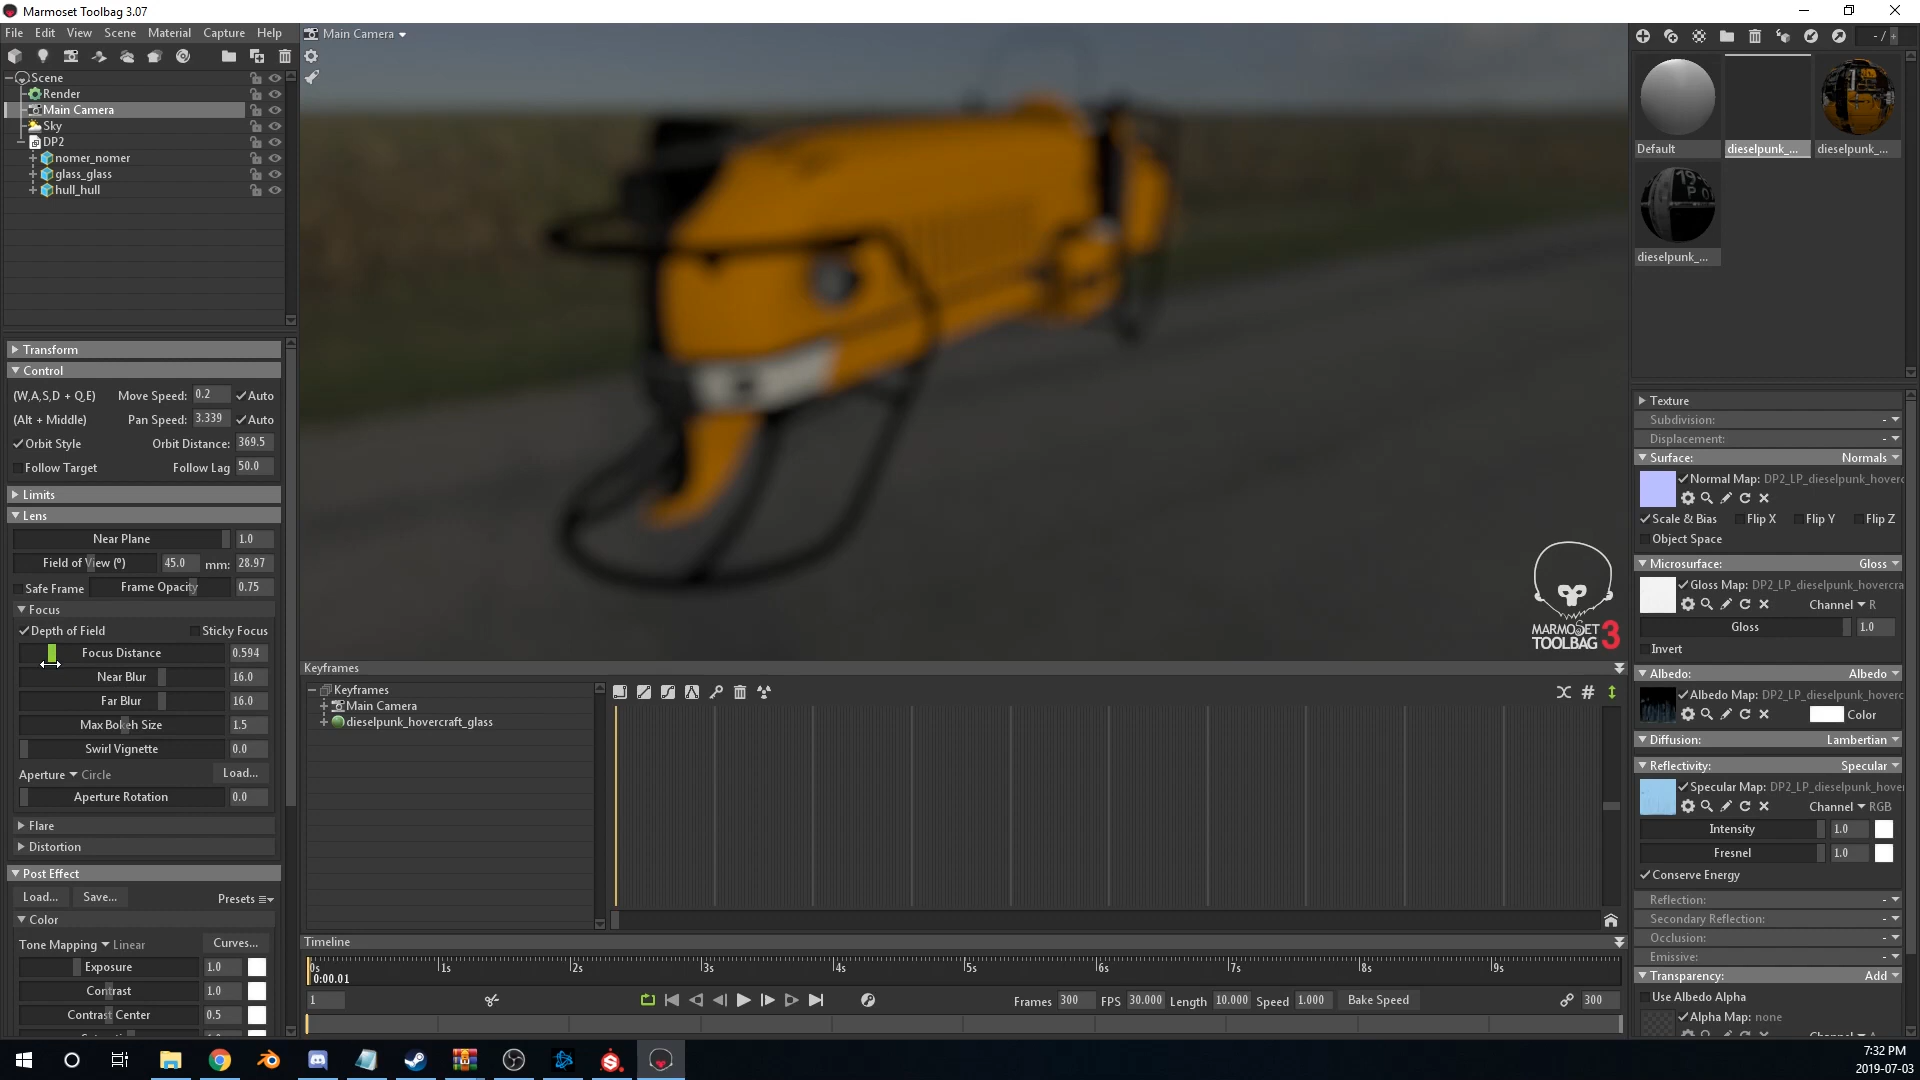 Marmoset Toolbag 3.07
File Edit View Scene Material Capture Help
Scene
Render
Main Camera
Sky
DP2
nomer_nomer
glass_glass
hull_hull
Transform
Control
(W,A,S,D + Q,E) Move Speed: 0.2 Auto
(Alt + Middle) Pan Speed: 3.339 Auto
Orbit Style Orbit Distance: 369.5
Follow Target Follow Lag 50.0
Limits
Lens
Near Plane 1.0
Field of View (º) 45.0 mm: 28.97
Safe Frame Frame Opacity 0.75
Focus
Depth of Field Sticky Focus
Focus Distance 0.594
Near Blur 16.0
Far Blur 16.0
Max Bokeh Size 1.5
Swirl Vignette 0.0
Aperture Circle Load...
Aperture Rotation 0.0
Flare
Distortion
Post Effect
Load... Save... Presets
Color
Tone Mapping Linear Curves...
Exposure 1.0
Contrast 1.0
Contrast Center 0.5
Main Camera
MARMOSET
TOOLBAG 3
Keyframes
Keyframes
Main Camera
dieselpunk_hovercraft_glass
Timeline
0s 1s 2s 3s 4s 5s 6s 7s 8s 9s
0:00.01
1 Frames 300 FPS 30.000 Length 10.000 Speed 1.000 Bake Speed 300
- /
Default dieselpunk_... dieselpunk_...
19-
P O
dieselpunk_...
Texture
Subdivision: -
Displacement: -
Surface: Normals
Normal Map: DP2_LP_dieselpunk_hoverc
Scale & Bias Flip X Flip Y Flip Z
Object Space
Microsurface: Gloss
Gloss Map: DP2_LP_dieselpunk_hovercra
Channel R
Gloss 1.0
Invert
Albedo: Albedo
Albedo Map: DP2_LP_dieselpunk_hoverc
Color
Diffusion: Lambertian
Reflectivity: Specular
Specular Map: DP2_LP_dieselpunk_hove
Channel RGB
Intensity 1.0
Fresnel 1.0
Conserve Energy
Reflection: -
Secondary Reflection: -
Occlusion: -
Emissive: -
Transparency: Add
Use Albedo Alpha
Alpha Map: none
7:32 PM
2019-07-03